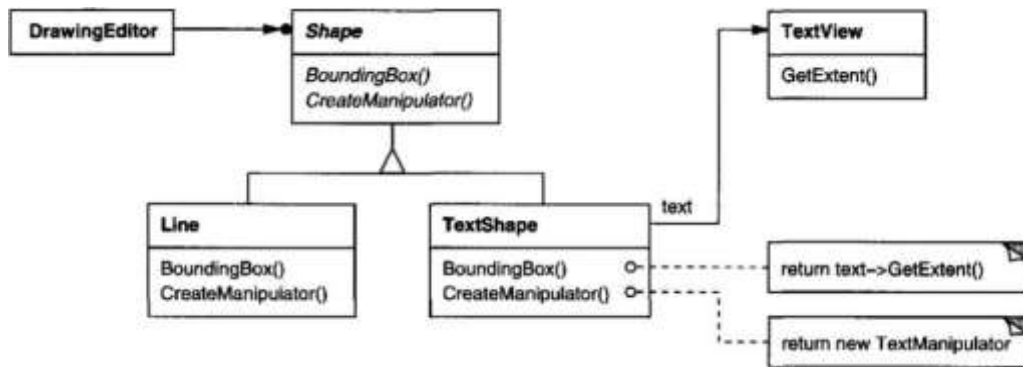 DrawingEditor
Shape
BoundingBox()
CreateManipulator()
TextView
GetExtent()
Line
BoundingBox()
CreateManipulator()
TextShape
BoundingBox()
CreateManipulator()
text
return text->GetExtent()
return new TextManipulator